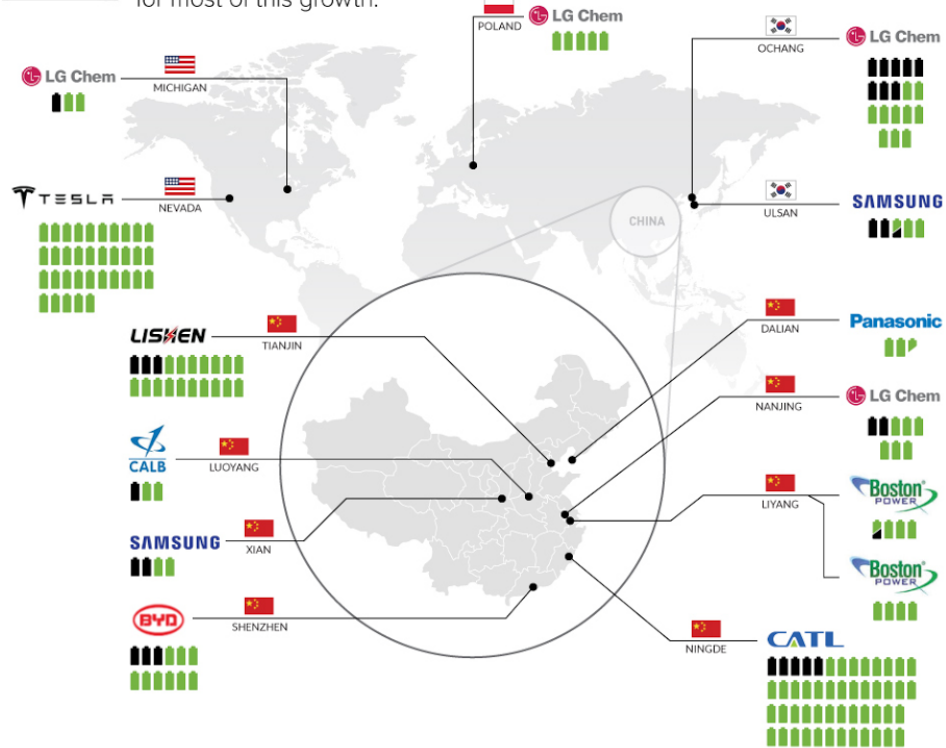 for most of this growth.
POLAND
LG Chem
OCHANG
LG Chem
LG Chem
MICHIGAN
TESLA
NEVADA
ULSAN
SAMSUNG
CHINA
LISHEN
TIANJIN
DALIAN
Panasonic
NANJING
LG Chem
CALB
LUOYANG
LIYANG
Boston
POWER
SAMSUNG
XIAN
Boston
POWER
BYD
SHENZHEN
NINGDE
CATL